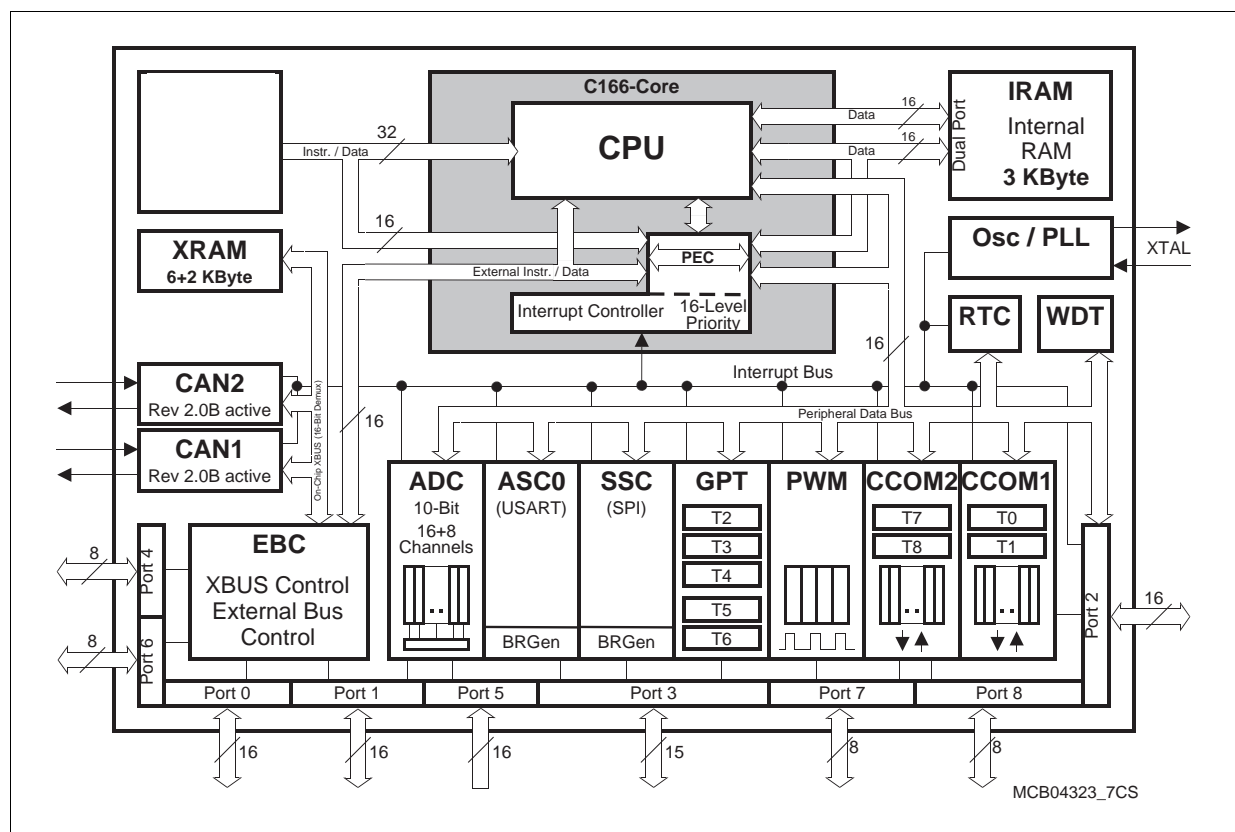 C166-Core
CPU
IRAM
Internal
RAM
3 KByte
Dual Port
16
Data
16
Data
32
Instr. / Data
16
XRAM
6+2 KByte
PEC
External Instr. / Data
Interrupt Controller
16-Level
Priority
Osc / PLL
XTAL
RTC
WDT
16
Interrupt Bus
Peripheral Data Bus
CAN2
Rev 2.0B active
CAN1
Rev 2.0B active
On-Chip XBUS (16-Bit Demux)
16
EBC
XBUS Control
External Bus
Control
ADC
10-Bit
16+8
Channels
ASC0
(USART)
BRGen
SSC
(SPI)
BRGen
GPT
T2
T3
T4
T5
T6
PWM
CCOM2
T7
T8
CCOM1
T0
T1
8
Port 4
8
Port 6
Port 2
16
Port 0
Port 1
Port 5
Port 3
Port 7
Port 8
16
16
16
15
8
8
MCB04323_7CS